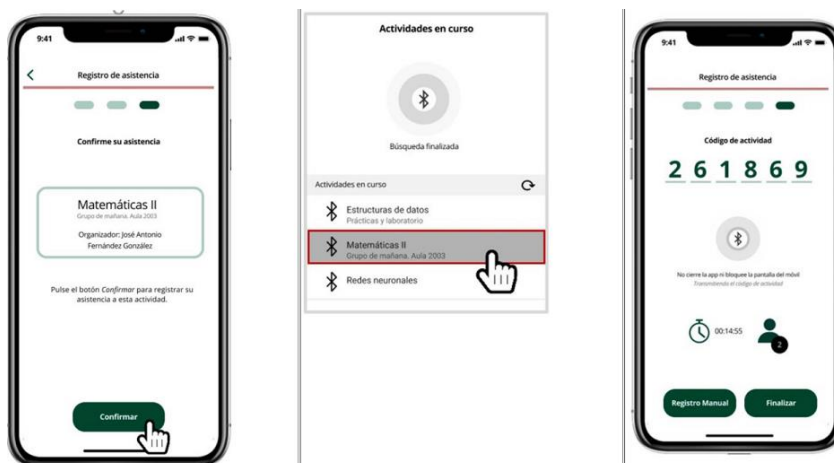 9:41
Registro de asistencia
Confirme su asistencia
Matemáticas II
Grupo de mañana. Aula 2003
Organizador: José Antonio
Fernández González
Pulse el botón Confirmar para registrar su
asistencia a esta actividad.
Confirmar
Actividades en curso
Búsqueda finalizada
Actividades en curso
Estructuras de datos
Prácticas y laboratorio
Matemáticas II
Grupo de mañana. Aula 2003
Redes neuronales
9:41
Registro de asistencia
Código de actividad
2 6 1 8 6 9
No cierre la app ni bloquee la pantalla del móvil
Transmitiendo el código de actividad
00:14:55
2
Registro Manual
Finalizar